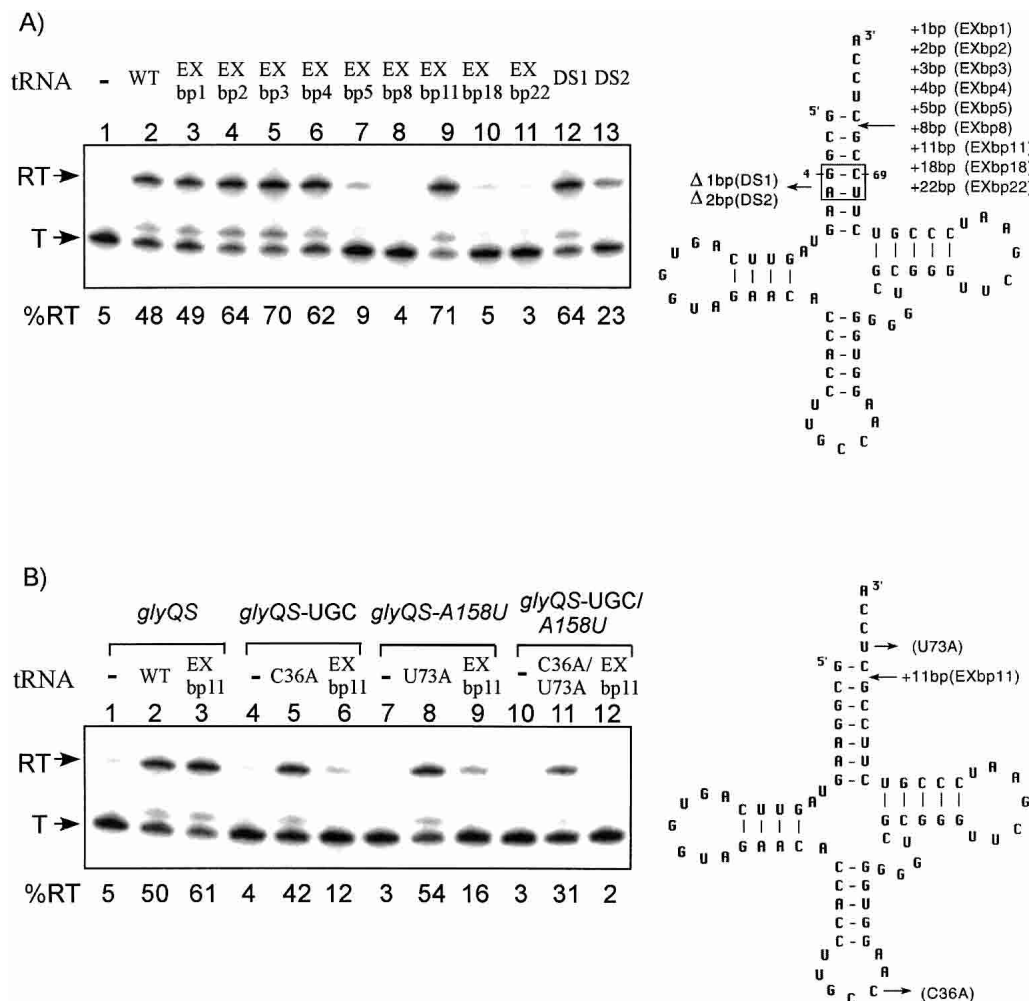 A)
tRNA - WT EX bp1 EX bp2 EX bp3 EX bp4 EX bp5 EX bp8 EX bp11 EX bp18 EX bp22 DS1 DS2
1 2 3 4 5 6 7 8 9 10 11 12 13
RT
T
%RT 5 48 49 64 70 62 9 4 71 5 3 64 23
+1bp (EXbp1)
+2bp (EXbp2)
+3bp (EXbp3)
+4bp (EXbp4)
+5bp (EXbp5)
+8bp (EXbp8)
+11bp (EXbp11)
+18bp (EXbp18)
+22bp (EXbp22)
Δ 1bp(DS1)
Δ 2bp(DS2)
3'
A
C
C
U
5'
G - C
C - G
G - C
4 G - C 69
A - U
A - U
G - C
U G C C C
G G G C G
U A A G C U U
U
A
G U U C A G U G G U A
G A A C A
C - G
C - G
A - U
C - G
C - G
G G G U C
U U G C C A A
B)
glyQS glyQS-UGC glyQS-A158U glyQS-UGC/A158U
tRNA - WT EX bp11 - C36A EX bp11 - U73A EX bp11 - C36A/U73A EX bp11
1 2 3 4 5 6 7 8 9 10 11 12
RT
T
%RT 5 50 61 4 42 12 3 54 16 3 31 2
3'
A
C
C
U
(U73A)
5'
+11bp(EXbp11)
(C36A)